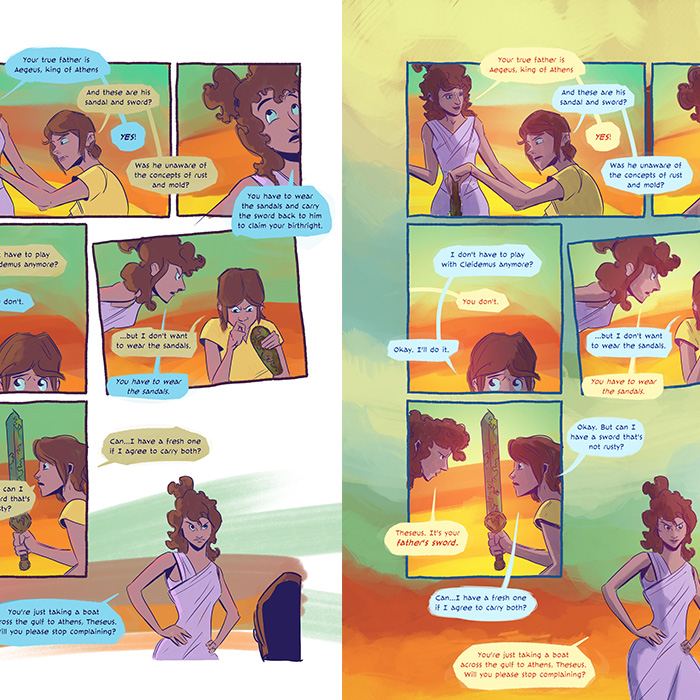 Your true father is
Aegeus, king of Athens
And these are his
sandal and sword?
YES!
Was he unaware of
the concepts of rust
and mold?
You have to wear
the sandals and carry
the sword back to him
to claim your birthright.
have to play
demus anymore?
don't.
...but I don't want
to wear the sandals.
You have to wear
the sandals.
Can...I have a fresh one
if I agree to carry both?
can I
rd that's
sty?
You're just taking a boat
across the gulf to Athens, Theseus.
Will you please stop complaining?
Your true father is
Aegeus, king of Athens
And these are his
sandal and sword?
YES!
Was he unaware of
the concepts of rust
and mold?
I don't have to play
with Cleidemus anymore?
You don't.
Okay. I'll do it.
...but I don't want
to wear the sandals.
You have to wear
the sandals.
Okay. But can I
have a sword that's
not rusty?
Theseus. It's your
father's sword.
Can...I have a fresh one
if I agree to carry both?
You're just taking a boat
across the gulf to Athens, Theseus.
Will you please stop complaining?